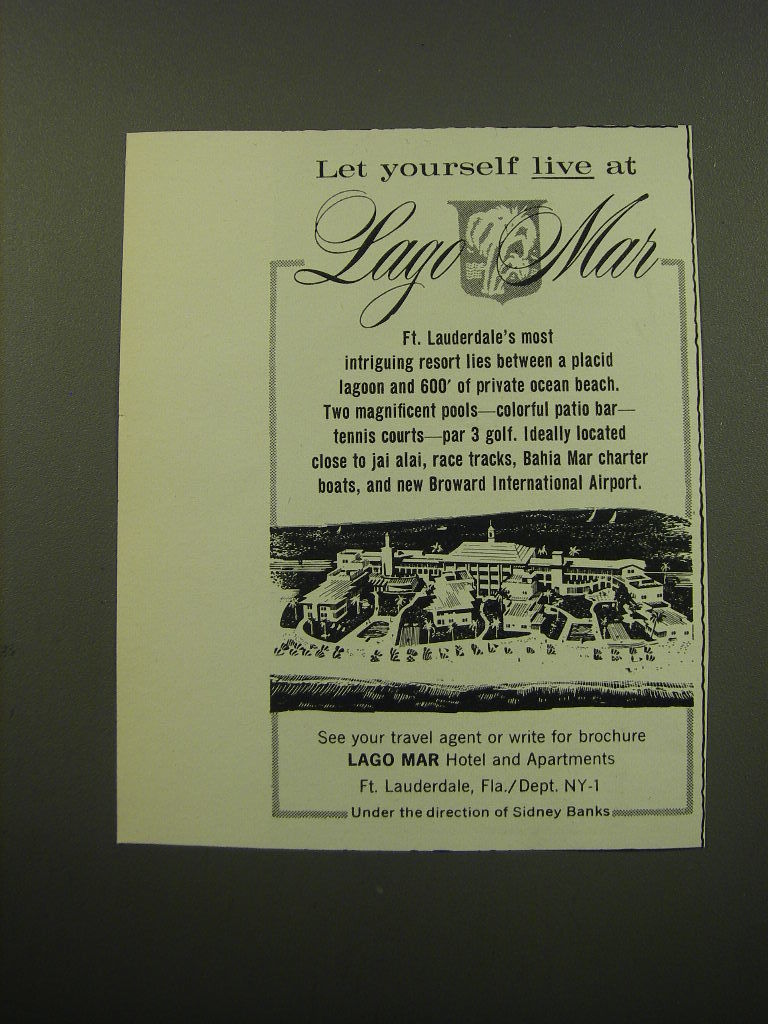 Let yourself live at
Lago Mar
Ft. Lauderdale's most
intriguing resort lies between a placid
lagoon and 600' of private ocean beach.
Two magnificent pools—colorful patio bar—
tennis courts—par 3 golf. Ideally located
close to jai alai, race tracks, Bahia Mar charter
boats, and new Broward International Airport.
See your travel agent or write for brochure
LAGO MAR Hotel and Apartments
Ft. Lauderdale, Fla./Dept. NY-1
Under the direction of Sidney Banks